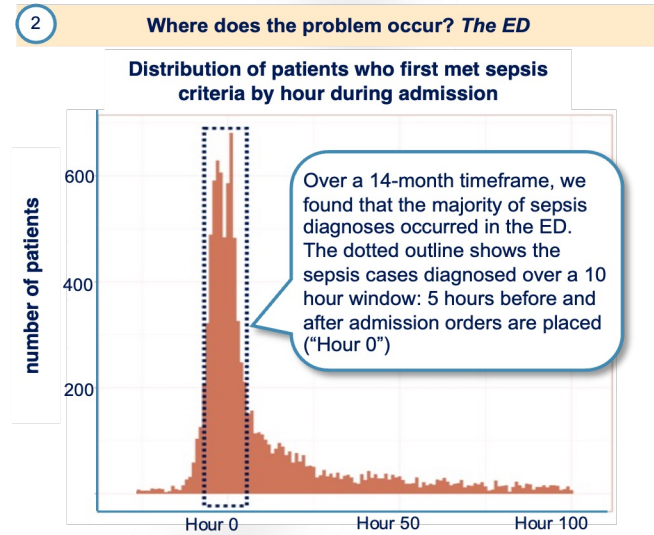 2
Where does the problem occur? The ED
Distribution of patients who first met sepsis
criteria by hour during admission
number of patients
600
400
200
Over a 14-month timeframe, we
found that the majority of sepsis
diagnoses occurred in the ED.
The dotted outline shows the
sepsis cases diagnosed over a 10
hour window: 5 hours before and
after admission orders are placed
(“Hour 0”)
Hour 0
Hour 50
Hour 100